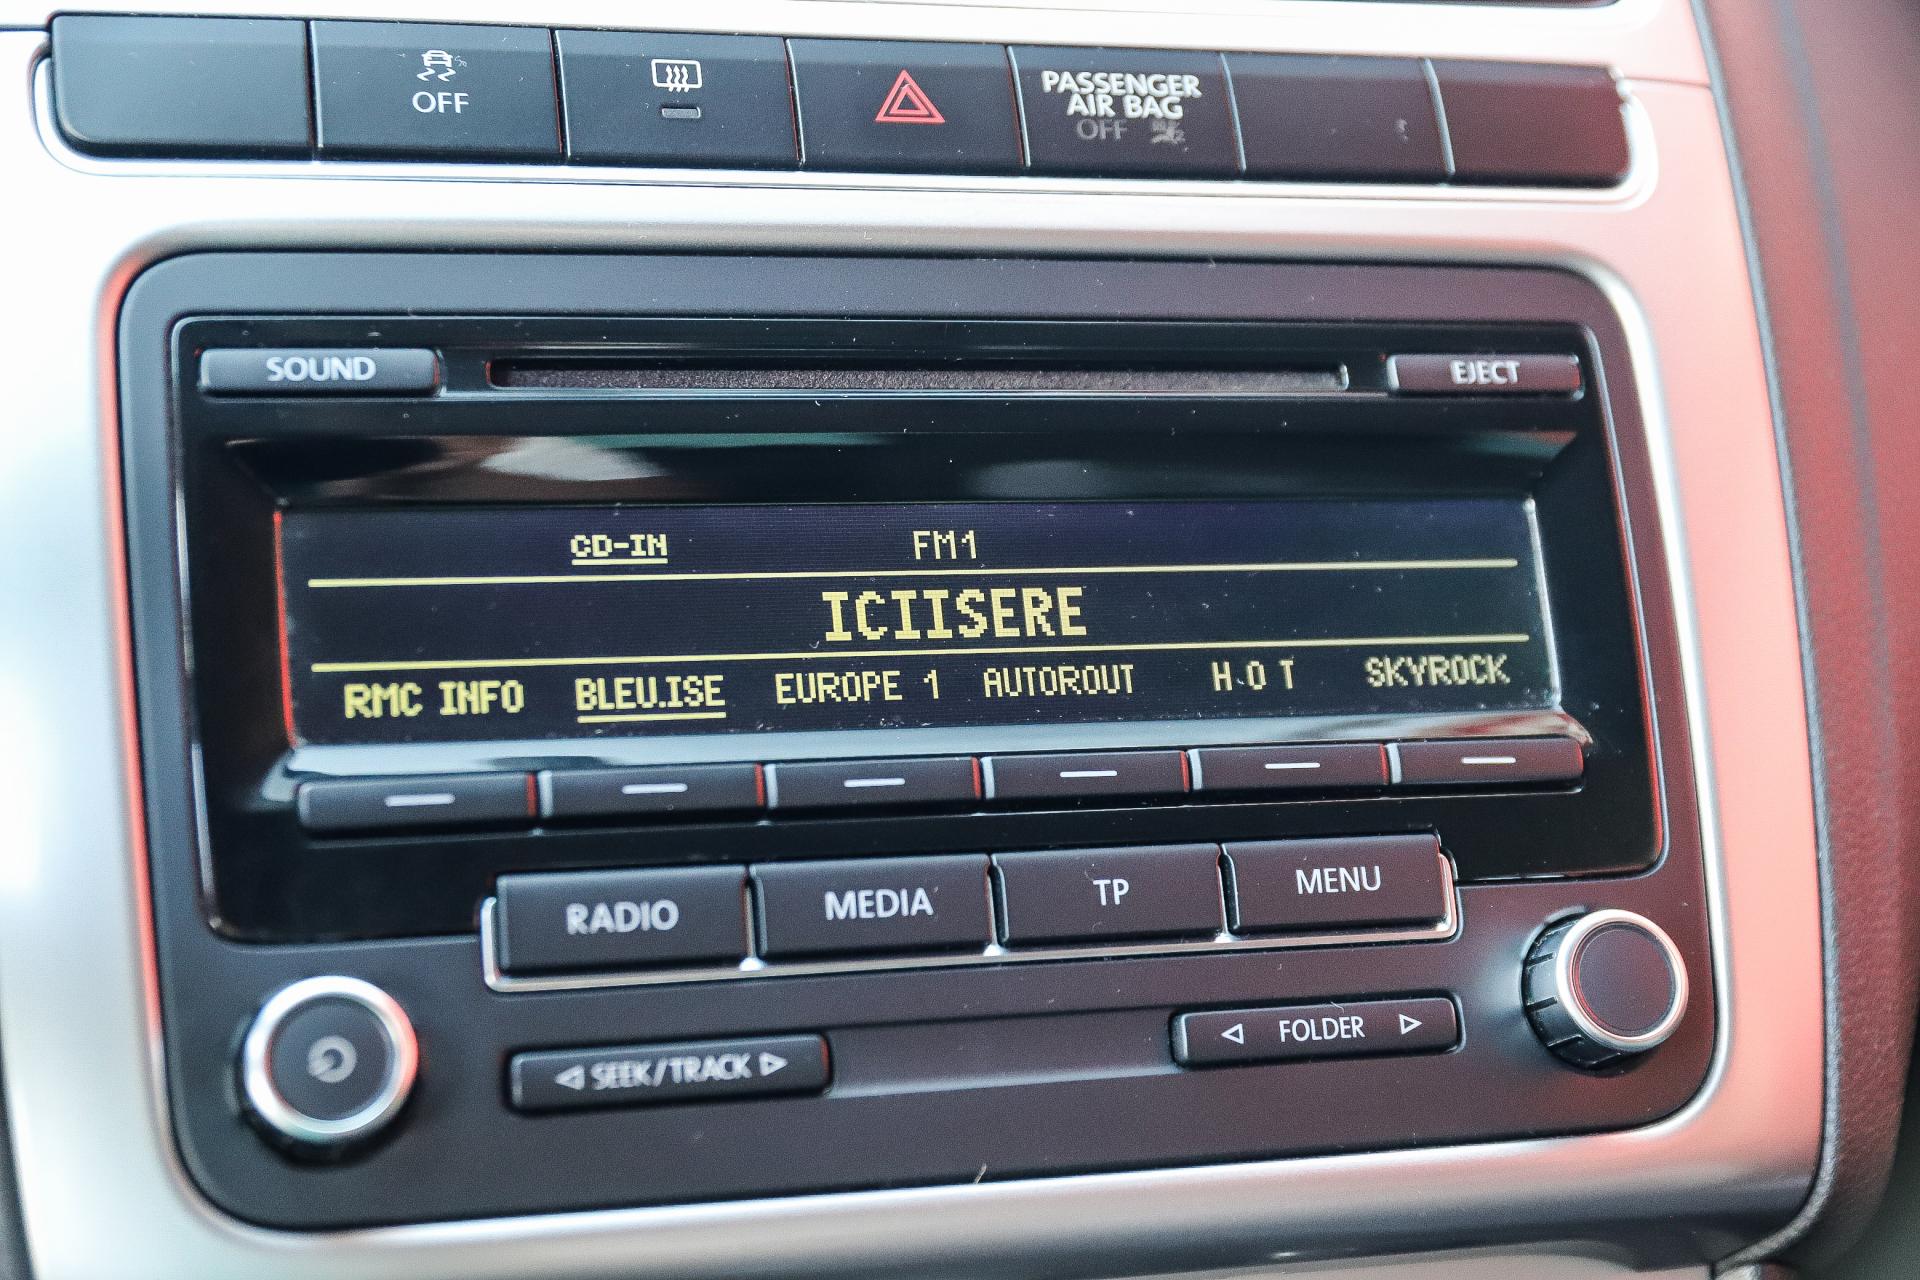 OFF
PASSENGER
AIR BAG
OFF
SOUND
EJECT
CD-IN FM1
ICIISERE
RMC INFO BLEU.ISE EUROPE 1 AUTOROUT H O T SKYROCK
RADIO MEDIA TP MENU
SEEK/TRACK FOLDER